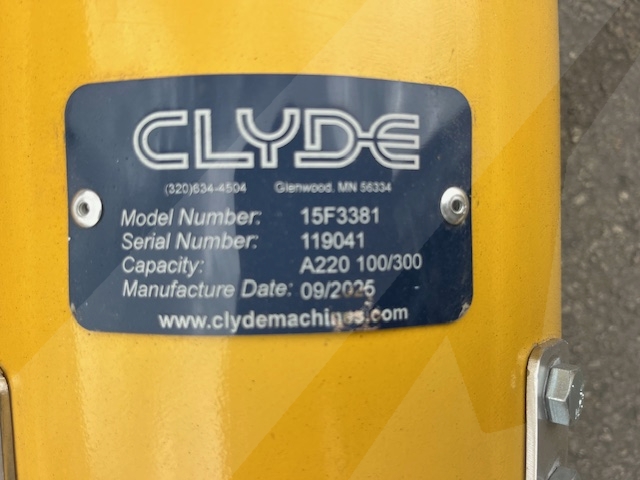 CLYDE
(320)634-4504 Glenwood, MN 56334
Model Number: 15F3381
Serial Number: 119041
Capacity: A220 100/300
Manufacture Date: 09/2025
www.clydemachines.com